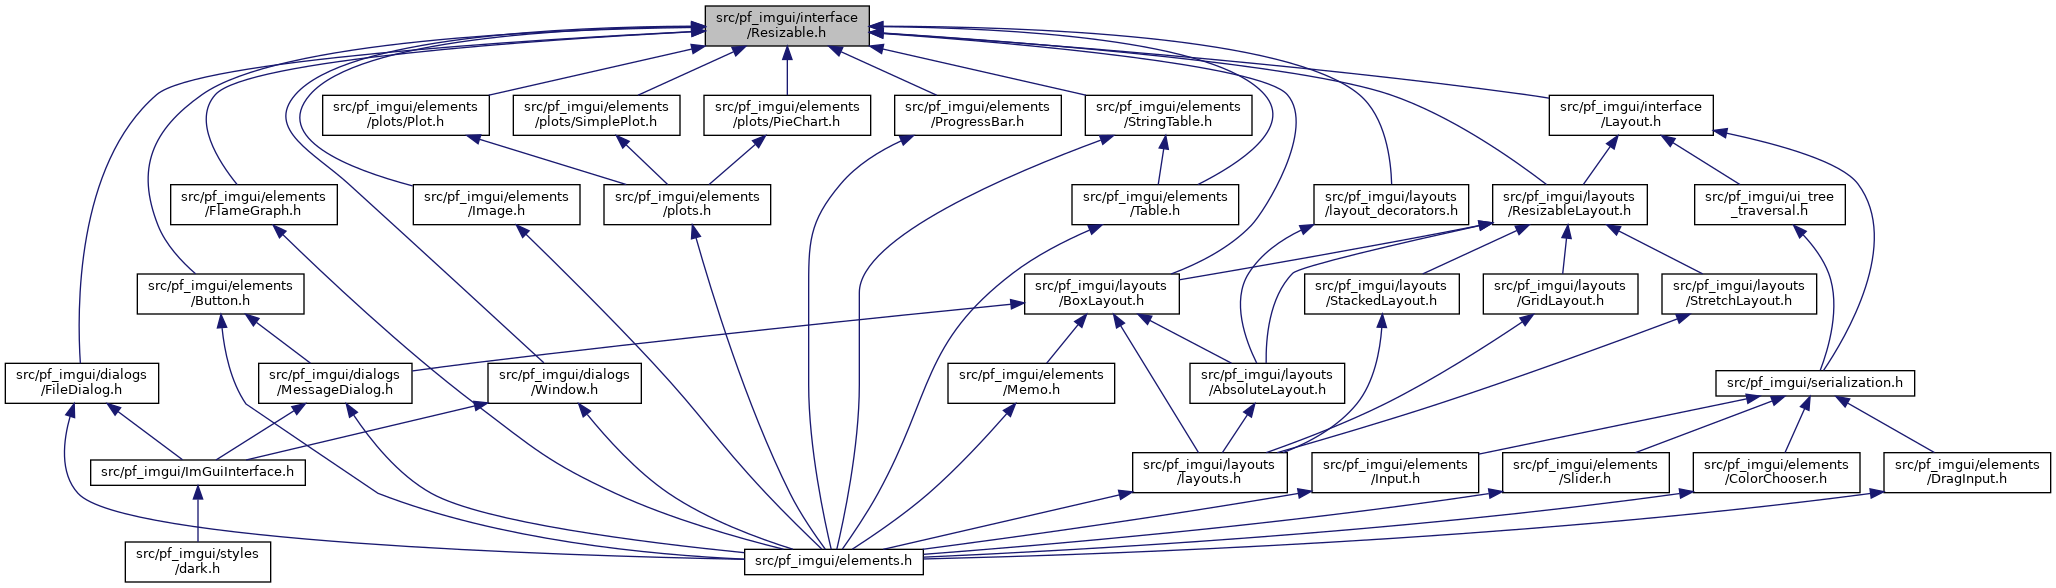 src/pf_imgui/interface
/Resizable.h
src/pf_imgui/elements
/plots/Plot.h
src/pf_imgui/elements
/plots/SimplePlot.h
src/pf_imgui/elements
/plots/PieChart.h
src/pf_imgui/elements
/ProgressBar.h
src/pf_imgui/elements
/StringTable.h
src/pf_imgui/interface
/Layout.h
src/pf_imgui/elements
/FlameGraph.h
src/pf_imgui/elements
/Image.h
src/pf_imgui/elements
/plots.h
src/pf_imgui/elements
/Table.h
src/pf_imgui/layouts
/layout_decorators.h
src/pf_imgui/layouts
/ResizableLayout.h
src/pf_imgui/ui_tree
_traversal.h
src/pf_imgui/elements
/Button.h
src/pf_imgui/layouts
/BoxLayout.h
src/pf_imgui/layouts
/StackedLayout.h
src/pf_imgui/layouts
/GridLayout.h
src/pf_imgui/layouts
/StretchLayout.h
src/pf_imgui/dialogs
/FileDialog.h
src/pf_imgui/dialogs
/MessageDialog.h
src/pf_imgui/dialogs
/Window.h
src/pf_imgui/elements
/Memo.h
src/pf_imgui/layouts
/AbsoluteLayout.h
src/pf_imgui/serialization.h
src/pf_imgui/ImGuiInterface.h
src/pf_imgui/layouts
/layouts.h
src/pf_imgui/elements
/Input.h
src/pf_imgui/elements
/Slider.h
src/pf_imgui/elements
/ColorChooser.h
src/pf_imgui/elements
/DragInput.h
src/pf_imgui/styles
/dark.h
src/pf_imgui/elements.h